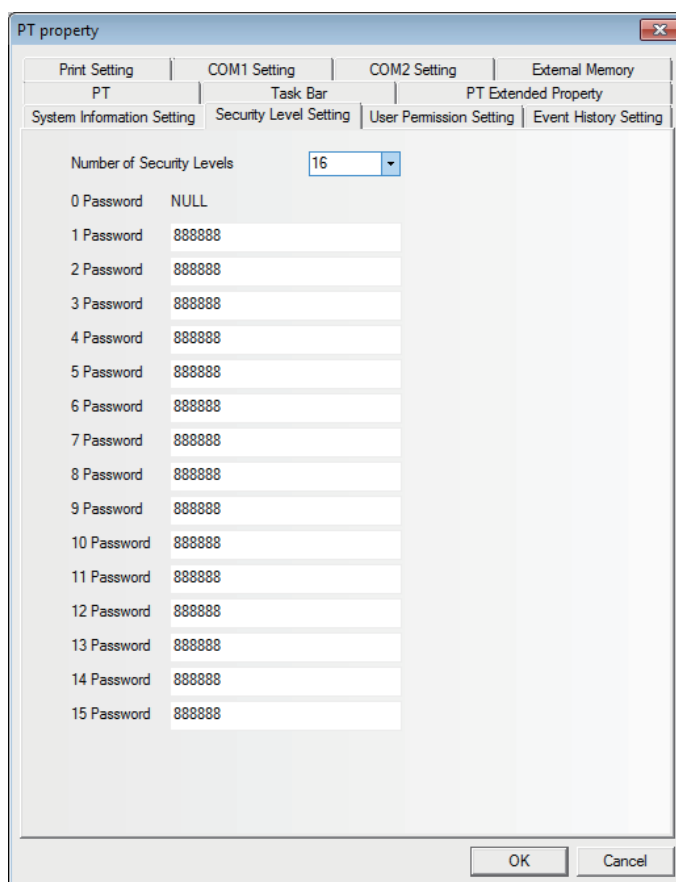 PT property
Print Setting COM1 Setting COM2 Setting External Memory
PT Task Bar PT Extended Property
System Information Setting Security Level Setting User Permission Setting Event History Setting
Number of Security Levels 16
0 Password NULL
1 Password 888888
2 Password 888888
3 Password 888888
4 Password 888888
5 Password 888888
6 Password 888888
7 Password 888888
8 Password 888888
9 Password 888888
10 Password 888888
11 Password 888888
12 Password 888888
13 Password 888888
14 Password 888888
15 Password 888888
OK Cancel